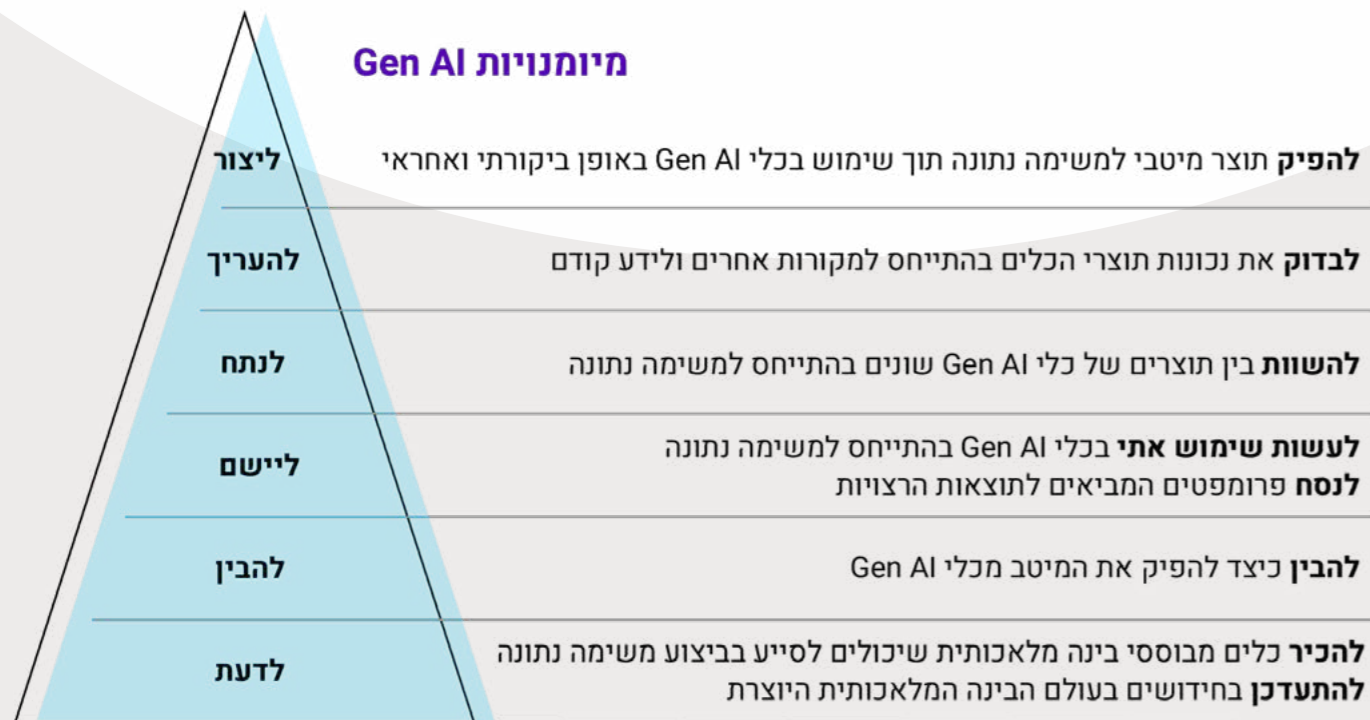 מיומנויות Gen AI
ליצור
להפיק תוצר מיטבי למשימה נתונה תוך שימוש בכלי Gen AI באופן ביקורתי ואחראי
להעריך
לבדוק את נכונות תוצרי הכלים בהתייחס למקורות אחרים ולידע קודם
לנתח
להשוות בין תוצרים של כלי Gen AI שונים בהתייחס למשימה נתונה
ליישם
לעשות שימוש אתי בכלי Gen AI בהתייחס למשימה נתונה
לנסח פרומפטים המביאים לתוצאות הרצויות
להבין
להבין כיצד להפיק את המיטב מכלי Gen AI
לדעת
להכיר כלים מבוססי בינה מלאכותית שיכולים לסייע בביצוע משימה נתונה
להתעדכן בחידושים בעולם הבינה המלאכותית היוצרת